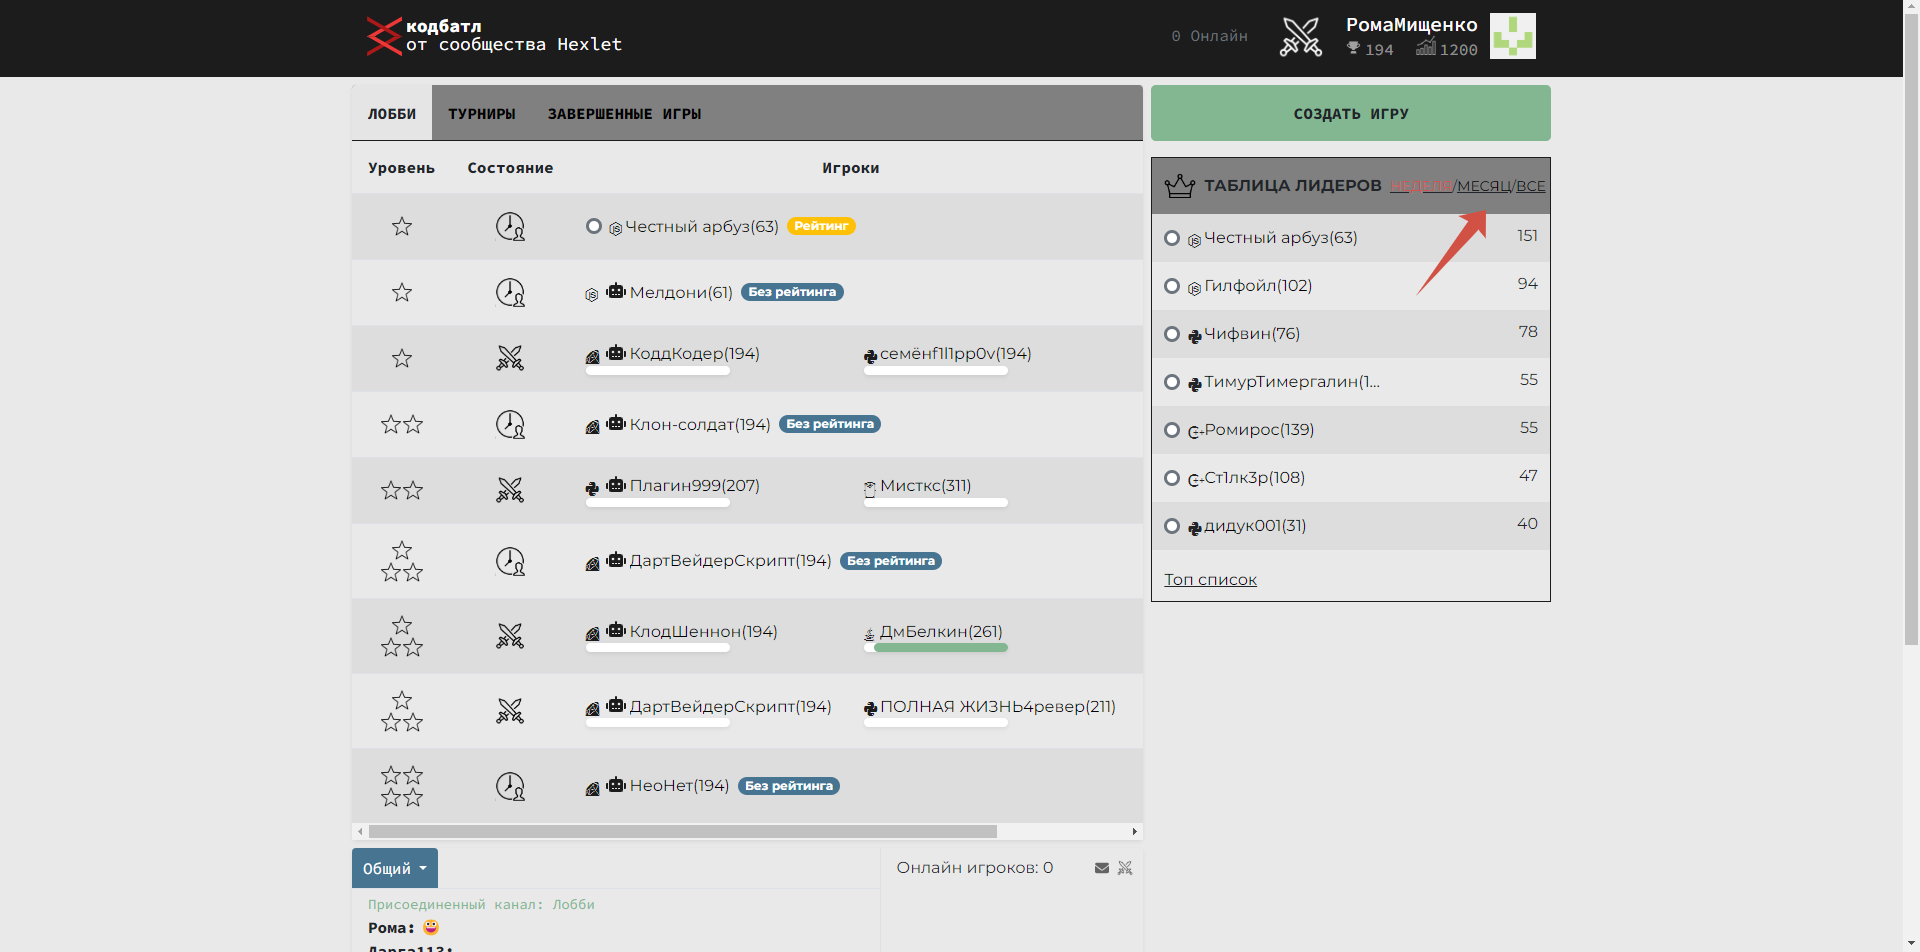 кодбатл
от сообщества Hexlet
0 Онлайн
РомаМищенко
194 1200
ЛОББИ ТУРНИРЫ ЗАВЕРШЕННЫЕ ИГРЫ
Уровень Состояние Игроки
Честный арбуз(63) Рейтинг
Мелдони(61) Без рейтинга
КоддКодер(194) семёнf1l1pp0v(194)
Клон-солдат(194) Без рейтинга
Плагин999(207) Мисткс(311)
ДартВейдерСкрипт(194) Без рейтинга
КлодШеннон(194) ДмБелкин(261)
ДартВейдерСкрипт(194) ПОЛНАЯ ЖИЗНЬ4ревер(211)
НеоНет(194) Без рейтинга
СОЗДАТЬ ИГРУ
ТАБЛИЦА ЛИДЕРОВ НЕДЕЛЯ/МЕСЯЦ/ВСЕ
Честный арбуз(63) 151
Гилфойл(102) 94
Чифвин(76) 78
ТимурТимергалин(1... 55
Ромирос(139) 55
Ст1лк3р(108) 47
дидук001(31) 40
Топ список
Общий
Онлайн игроков: 0
Присоединенный канал: Лобби
Рома: 😀
Дарга113: